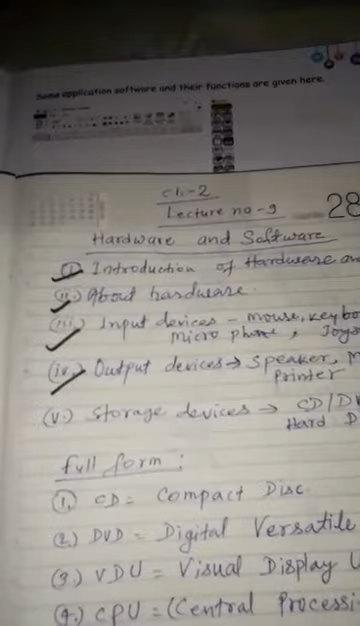 Some application software and their functions are given here.
Ch-2
Lecture no-9
28
Hardware and Software
(i) Introduction of Hardware an
(ii) About hardware.
(iii) Input devices - mouse, keybo
Micro phone, Joys
(iv) Output devices → Speaker, M
Printer
(v.) Storage devices → CD/DV
Hard D
Full form :
(1.) CD = Compact Disc
(2.) DVD = Digital Versatile
(3.) VDU = Visual Display U
(4.) CPU = (Central Processi